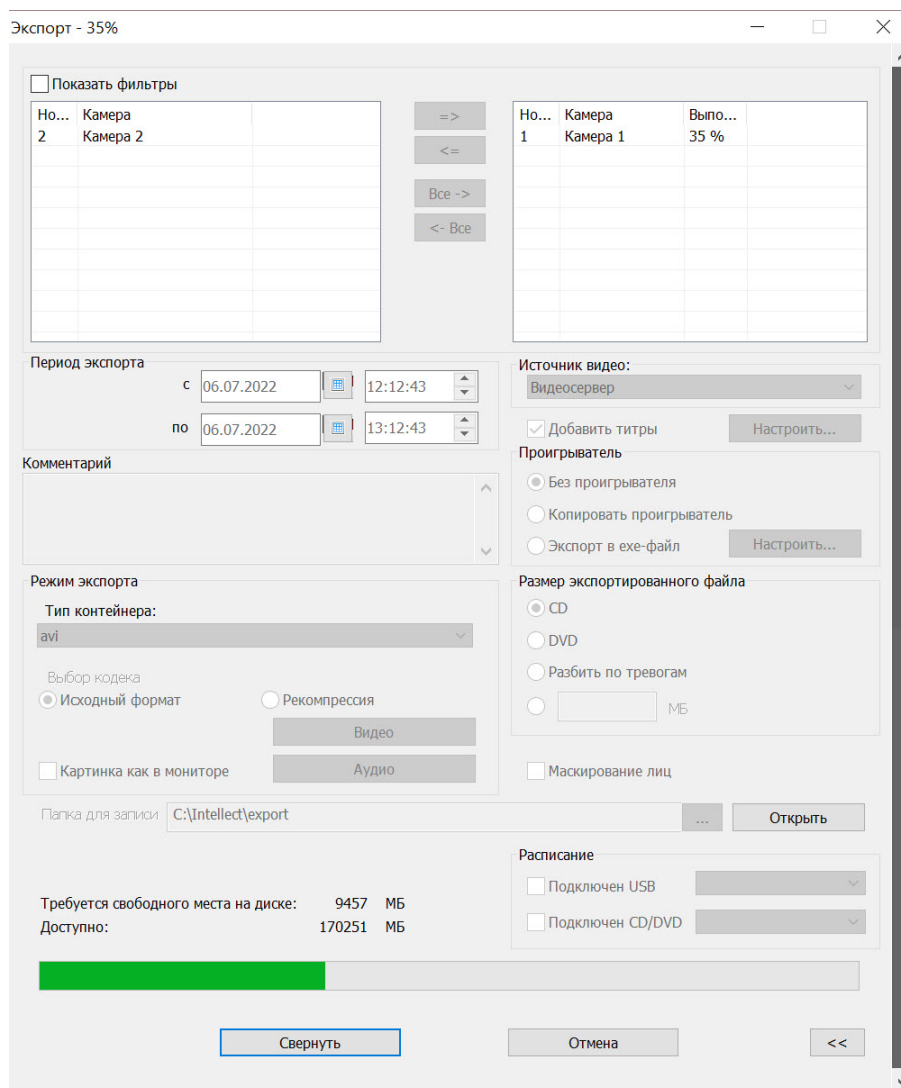 Экспорт - 35%
Показать фильтры
Но... Камера
2 Камера 2
=>
<=
Все ->
<- Все
Но... Камера Выпо...
1 Камера 1 35 %
Период экспорта
с 06.07.2022 12:12:43
по 06.07.2022 13:12:43
Источник видео:
Видеосервер
Добавить титры Настроить...
Комментарий
Проигрыватель
Без проигрывателя
Копировать проигрыватель
Экспорт в exe-файл Настроить...
Режим экспорта
Тип контейнера:
avi
Выбор кодека
Исходный формат Рекомпрессия
Видео
Картинка как в мониторе Аудио
Размер экспортированного файла
CD
DVD
Разбить по тревогам
МБ
Маскирование лиц
Папка для записи C:\Intellect\export ... Открыть
Расписание
Подключен USB
Подключен CD/DVD
Требуется свободного места на диске: 9457 МБ
Доступно: 170251 МБ
Свернуть Отмена <<